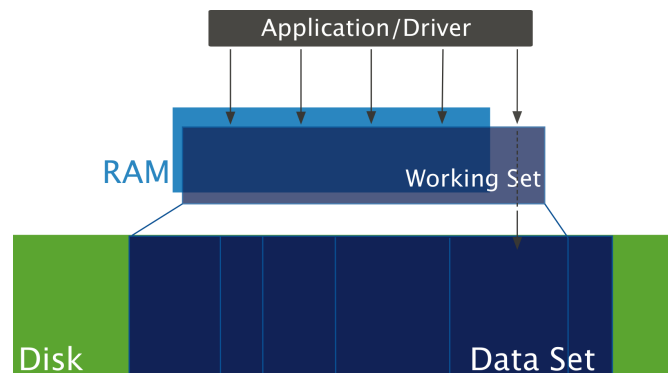 Application/Driver
RAM
Working Set
Disk
Data Set